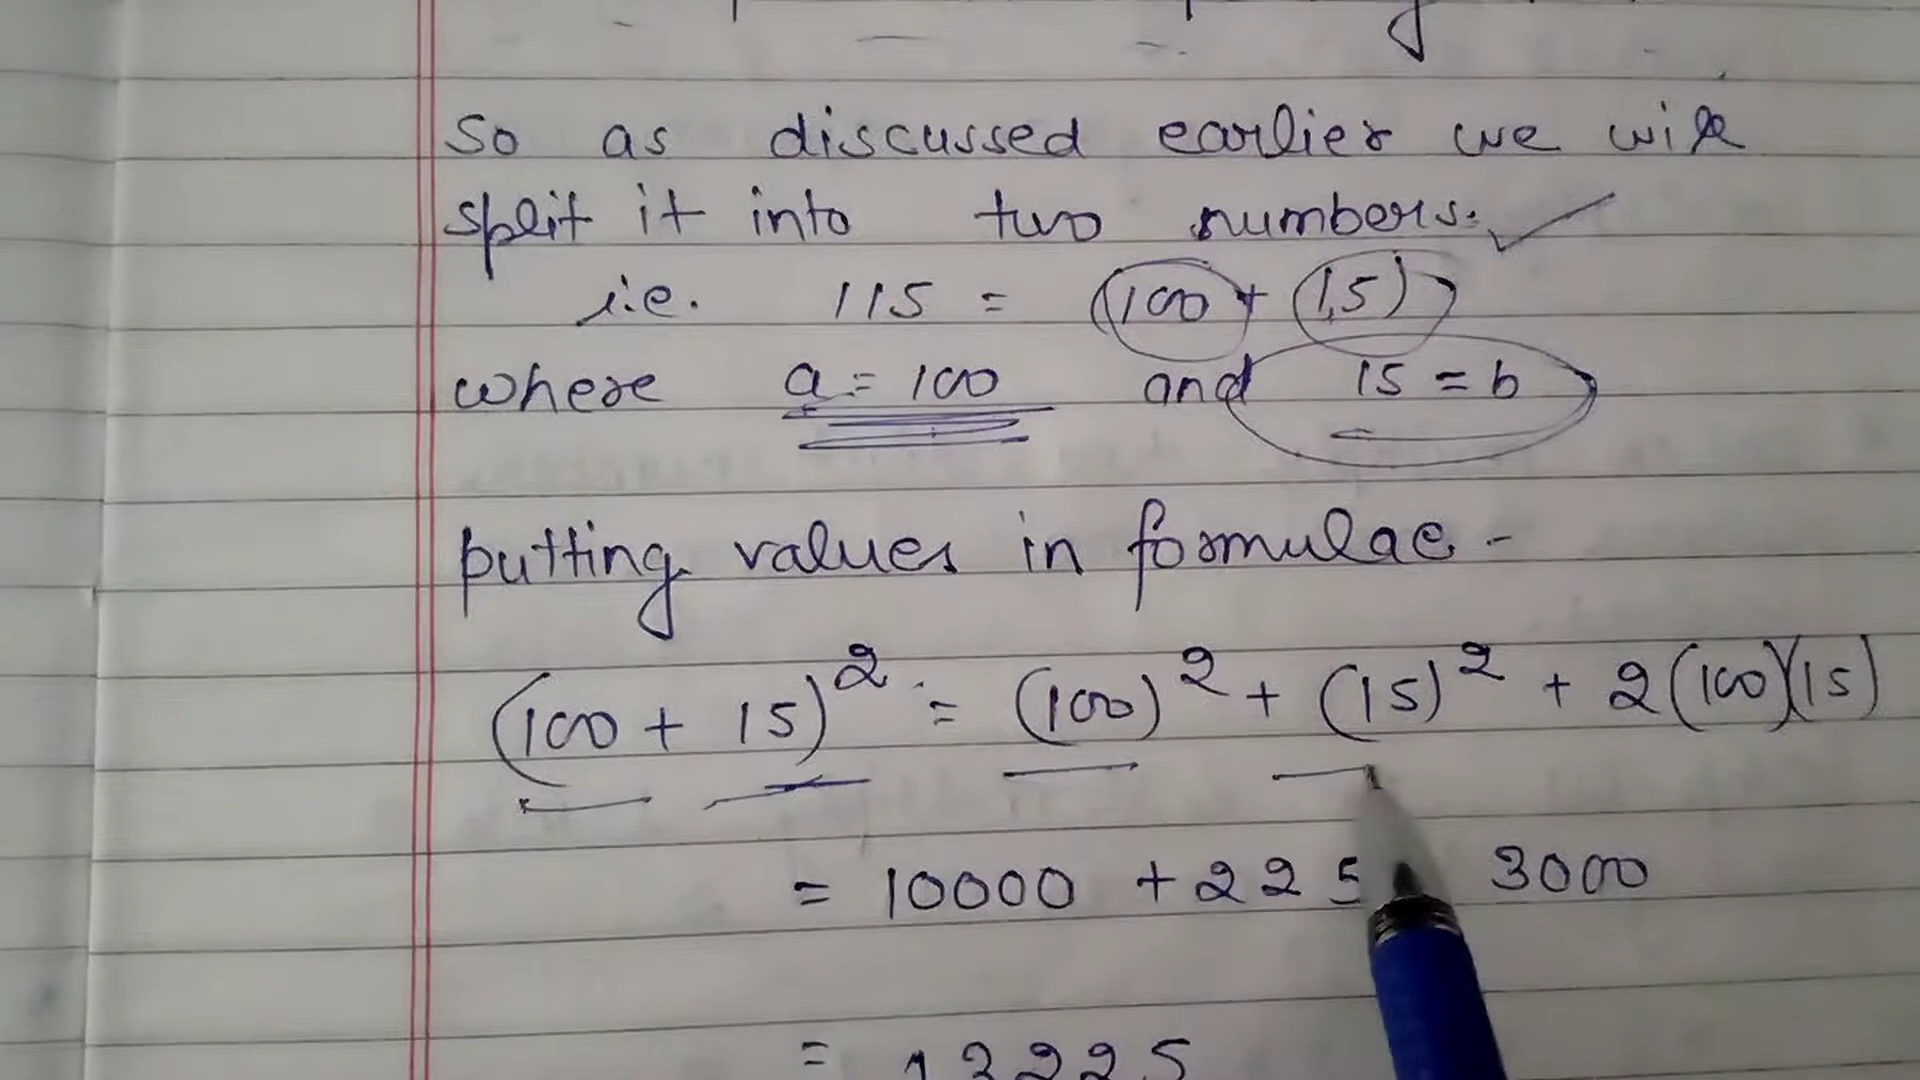 So as discussed earlier we will
split it into two numbers.
i.e. 115 = (100 + 15)
where a = 100 and 15 = b
putting values in formulae -
(100 + 15)² = (100)² + (15)² + 2(100)(15)
= 10000 + 225 3000
= 13225